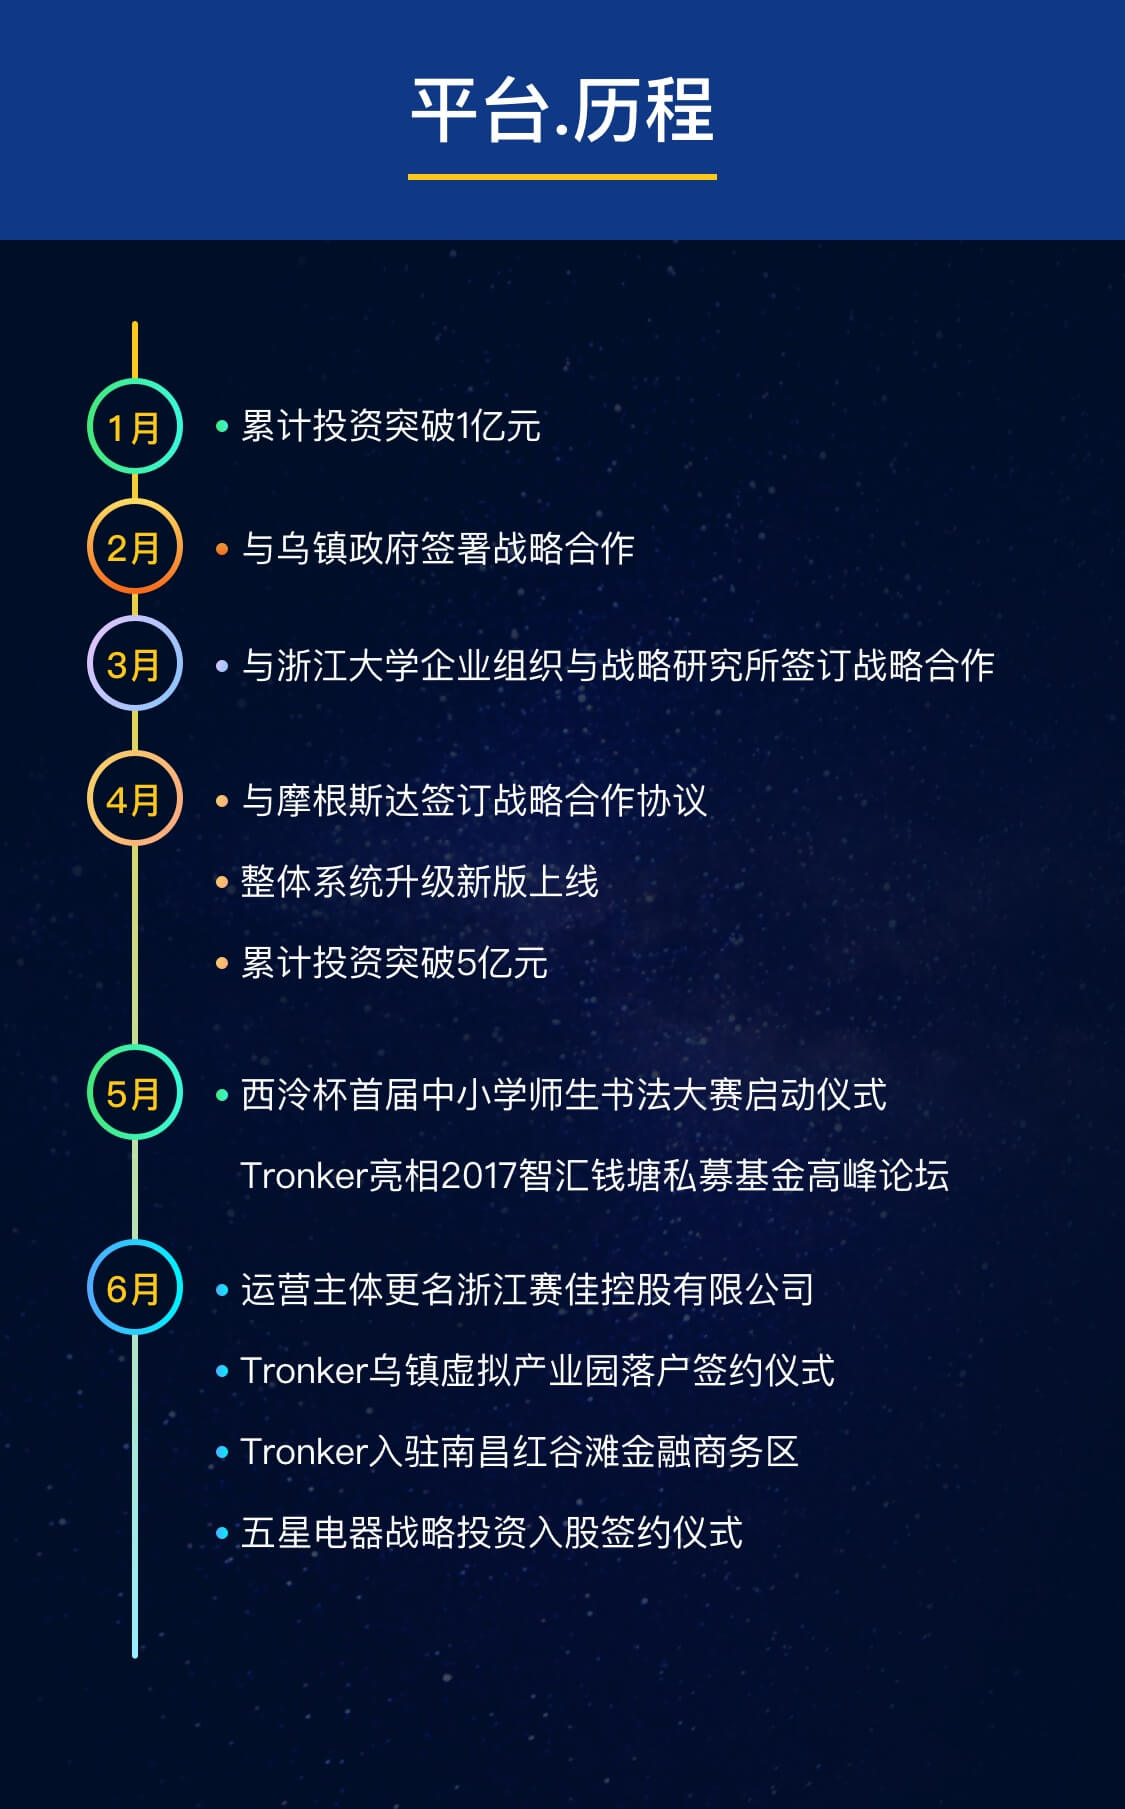 平台.历程
1月
累计投资突破1亿元
2月
与乌镇政府签署战略合作
3月
与浙江大学企业组织与战略研究所签订战略合作
4月
与摩根斯达签订战略合作协议
整体系统升级新版上线
累计投资突破5亿元
5月
西泠杯首届中小学师生书法大赛启动仪式
Tronker亮相2017智汇钱塘私募基金高峰论坛
6月
运营主体更名浙江赛佳控股有限公司
Tronker乌镇虚拟产业园落户签约仪式
Tronker入驻南昌红谷滩金融商务区
五星电器战略投资入股签约仪式